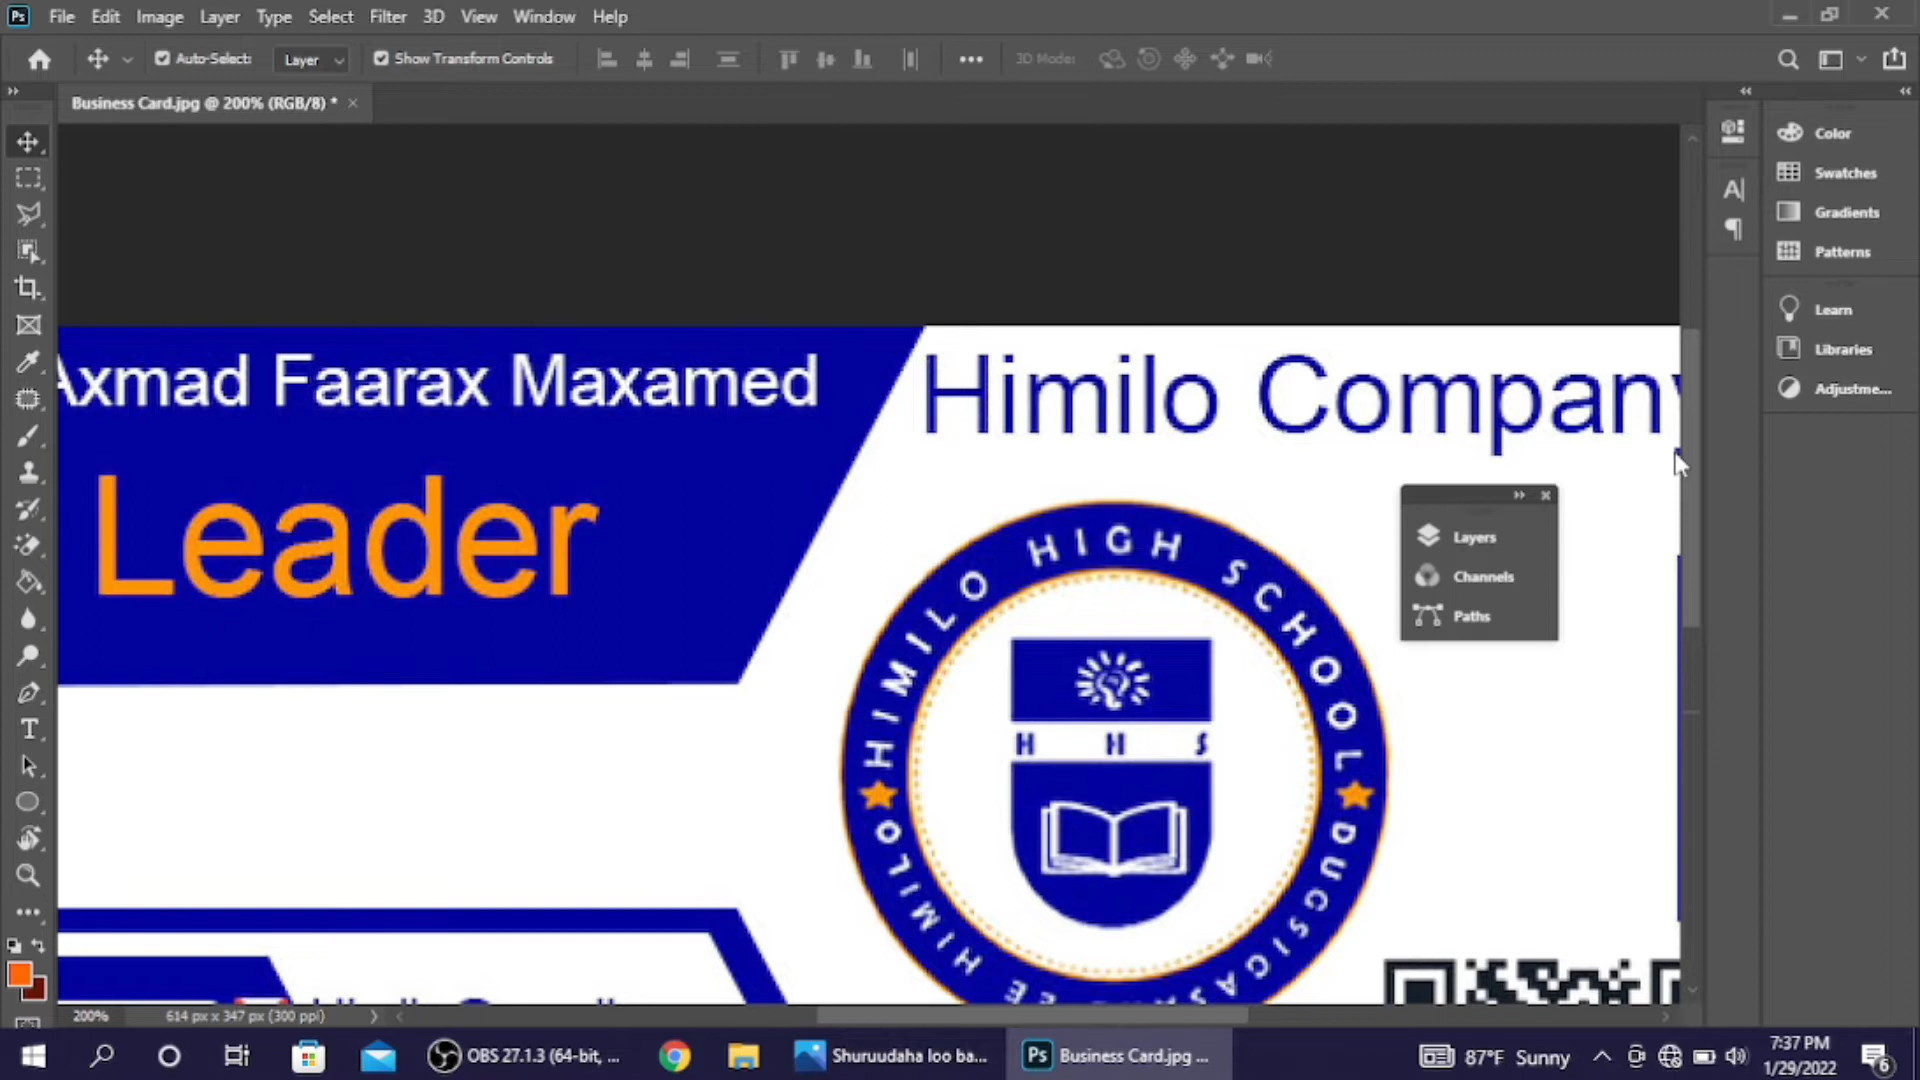 File Edit Image Layer Type Select Filter 3D View Window Help
Auto-Select: Layer Show Transform Controls 3D Mode:
Business Card.jpg @ 200% (RGB/8) *
Color
Swatches
Gradients
Patterns
Learn
Libraries
Adjustme...
Axmad Faarax Maxamed
Himilo Company
Leader
HIMILO HIGH SCHOOL
H H S
Layers
Channels
Paths
T
200% 614 px x 347 px (300 ppi)
OBS 27.1.3 (64-bit, ...
Shuruudaha loo ba...
Ps Business Card.jpg ...
87°F Sunny
7:37 PM
1/29/2022
6